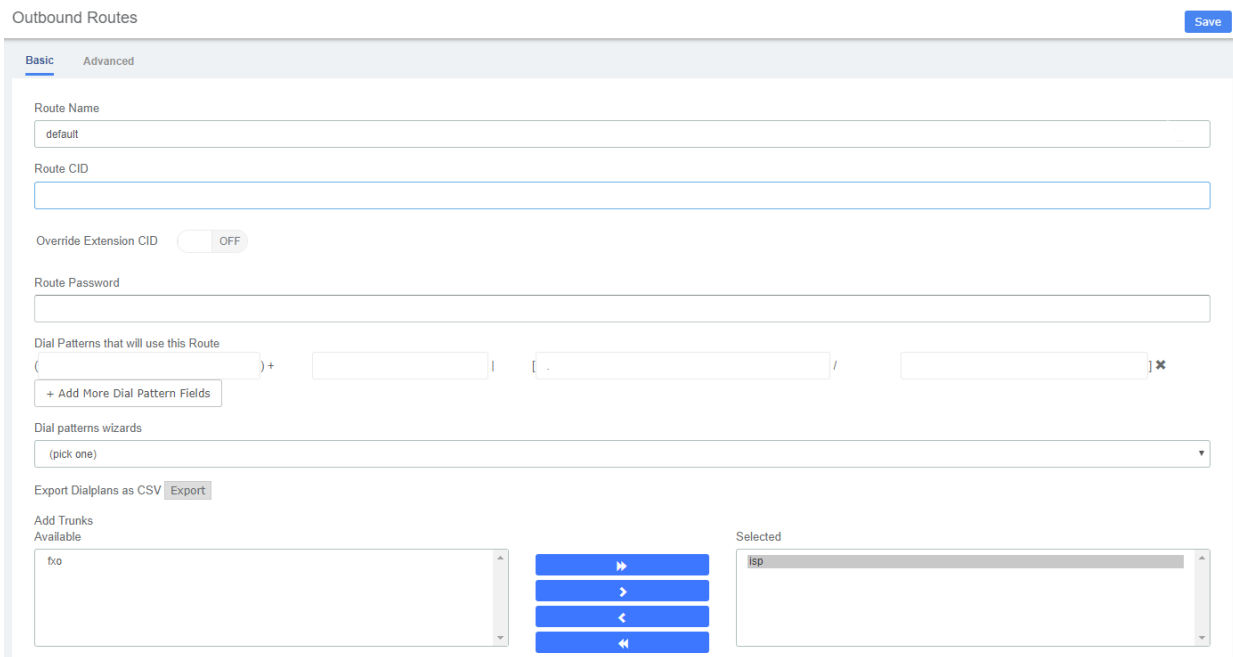 Outbound Routes
Save
Basic Advanced
Route Name
default
Route CID
Override Extension CID OFF
Route Password
Dial Patterns that will use this Route
( ) + | [ . / ]
+ Add More Dial Pattern Fields
Dial patterns wizards
(pick one)
Export Dialplans as CSV Export
Add Trunks
Available Selected
fxo isp